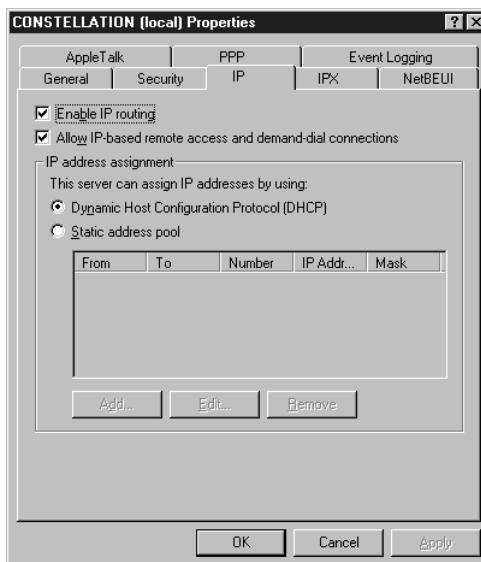 CONSTELLATION (local) Properties
AppleTalk PPP Event Logging
General Security IP IPX NetBEUI
Enable IP routing
Allow IP-based remote access and demand-dial connections
IP address assignment
This server can assign IP addresses by using:
Dynamic Host Configuration Protocol (DHCP)
Static address pool
From To Number IP Addr... Mask
Add... Edit... Remove
OK Cancel Apply